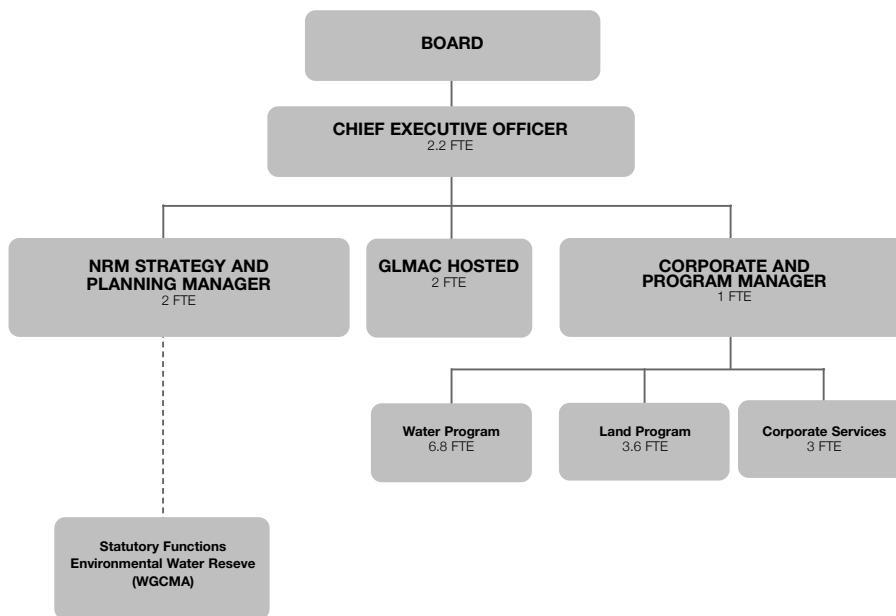 BOARD
CHIEF EXECUTIVE OFFICER
2.2 FTE
NRM STRATEGY AND
PLANNING MANAGER
2 FTE
GLMAC HOSTED
2 FTE
CORPORATE AND
PROGRAM MANAGER
1 FTE
Water Program
6.8 FTE
Land Program
3.6 FTE
Corporate Services
3 FTE
Statutory Functions
Environmental Water Reseve
(WGCMA)